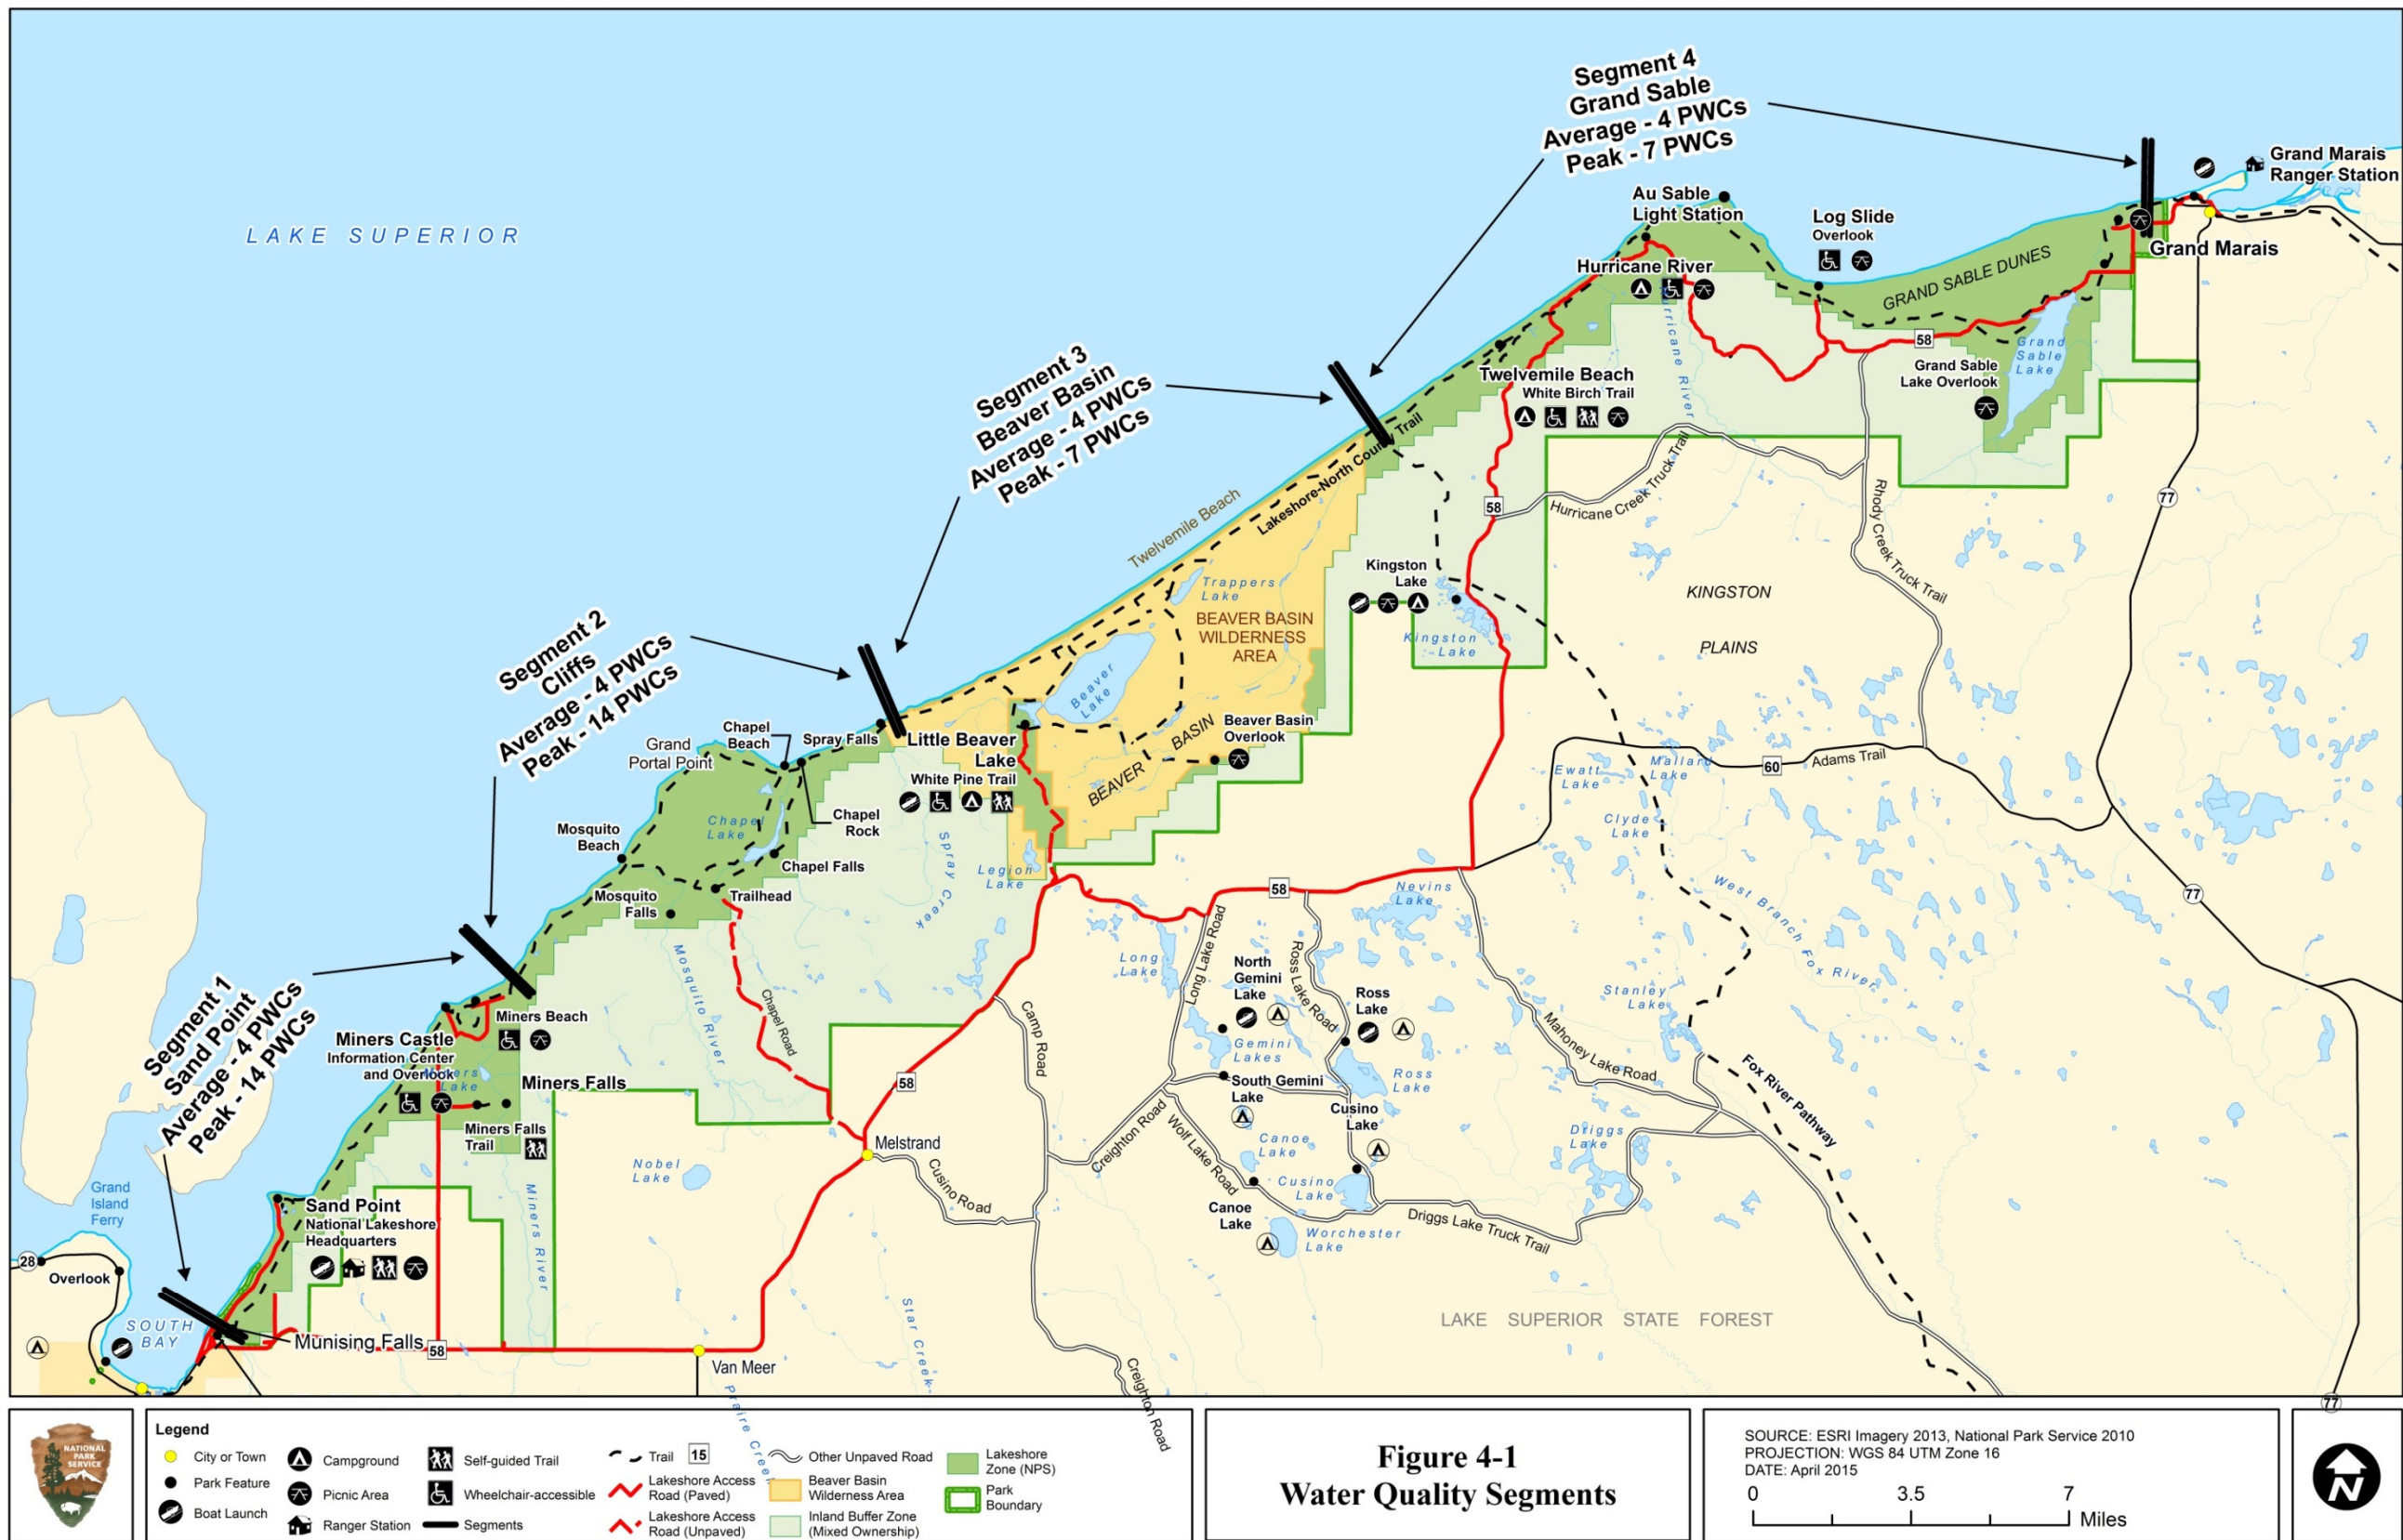 Segment 4
Grand Sable
Average - 4 PWCs
Peak - 7 PWCs
Grand Marais
Ranger Station
Au Sable
Light Station
Log Slide
Overlook
LAKE SUPERIOR
Grand Marais
GRAND SABLE DUNES
Hurricane River
Hurricane River
58
Grand
Sable
Lake
Grand Sable
Lake Overlook
Segment 3
Beaver Basin
Average - 4 PWCs
Peak - 7 PWCs
Twelvemile Beach
White Birch Trail
Lakeshore-North County Trail
Twelvemile Beach
58
Hurricane Creek Truck Trail
Rhody Creek Truck Trail
77
Kingston
Lake
Kingston
Lake
KINGSTON
PLAINS
Trappers
Lake
BEAVER BASIN
WILDERNESS
AREA
Beaver
Lake
Segment 2
Cliffs
Average - 4 PWCs
Peak - 14 PWCs
Chapel
Beach
Spray Falls
Grand
Portal Point
Little Beaver
Lake
White Pine Trail
BEAVER BASIN
Beaver Basin
Overlook
Ewatt
Lake
Mallard
Lake
60
Adams Trail
Clyde
Lake
Chapel
Lake
Chapel
Rock
Mosquito
Beach
Chapel Falls
Spray Creek
Legion
Lake
Mosquito
Falls
Trailhead
58
Nevins
Lake
West Branch Fox River
77
Segment 1
Sand Point
Average - 4 PWCs
Peak - 14 PWCs
Mosquito River
Chapel Road
Long
Lake
Long Lake Road
North
Gemini
Lake
Ross Lake Road
Ross
Lake
Stanley
Lake
Miners Beach
Miners Castle
Information Center
and Overlook
Miners
Lake
Camp Road
Gemini
Lakes
Mahoney Lake Road
Miners Falls
58
South Gemini
Lake
Ross
Lake
Fox River Pathway
Miners Falls
Trail
Cusino
Lake
Melstrand
Creighton Road
Wolf Lake Road
Canoe
Lake
Driggs
Lake
Nobel
Lake
Cusino Road
Cusino
Lake
Grand
Island
Ferry
Miners River
Sand Point
National Lakeshore
Headquarters
Canoe
Lake
Worchester
Lake
Driggs Lake Truck Trail
28
Overlook
SOUTH
BAY
Munising Falls
58
Star Creek
LAKE SUPERIOR STATE FOREST
Van Meer
Prairie Creek
Creighton Road
77
NATIONAL
PARK
SERVICE
Legend
City or Town
Park Feature
Boat Launch
Campground
Picnic Area
Ranger Station
Self-guided Trail
Wheelchair-accessible
Segments
Trail
15
Lakeshore Access
Road (Paved)
Lakeshore Access
Road (Unpaved)
Other Unpaved Road
Beaver Basin
Wilderness Area
Inland Buffer Zone
(Mixed Ownership)
Lakeshore
Zone (NPS)
Park
Boundary
Figure 4-1
Water Quality Segments
SOURCE: ESRI Imagery 2013, National Park Service 2010
PROJECTION: WGS 84 UTM Zone 16
DATE: April 2015
0 3.5 7
Miles
N